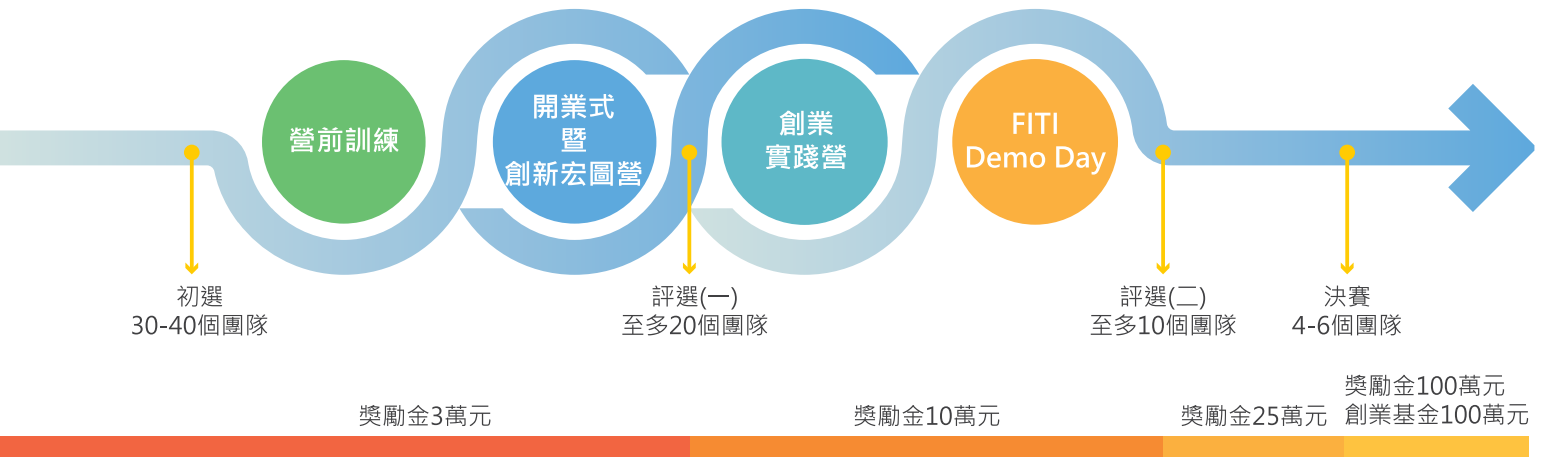 營前訓練
開業式
暨
創新宏圖營
創業
實踐營
FITI
Demo Day
初選
30-40個團隊
評選(一)
至多20個團隊
評選(二)
至多10個團隊
決賽
4-6個團隊
獎勵金3萬元
獎勵金10萬元
獎勵金25萬元
獎勵金100萬元
創業基金100萬元